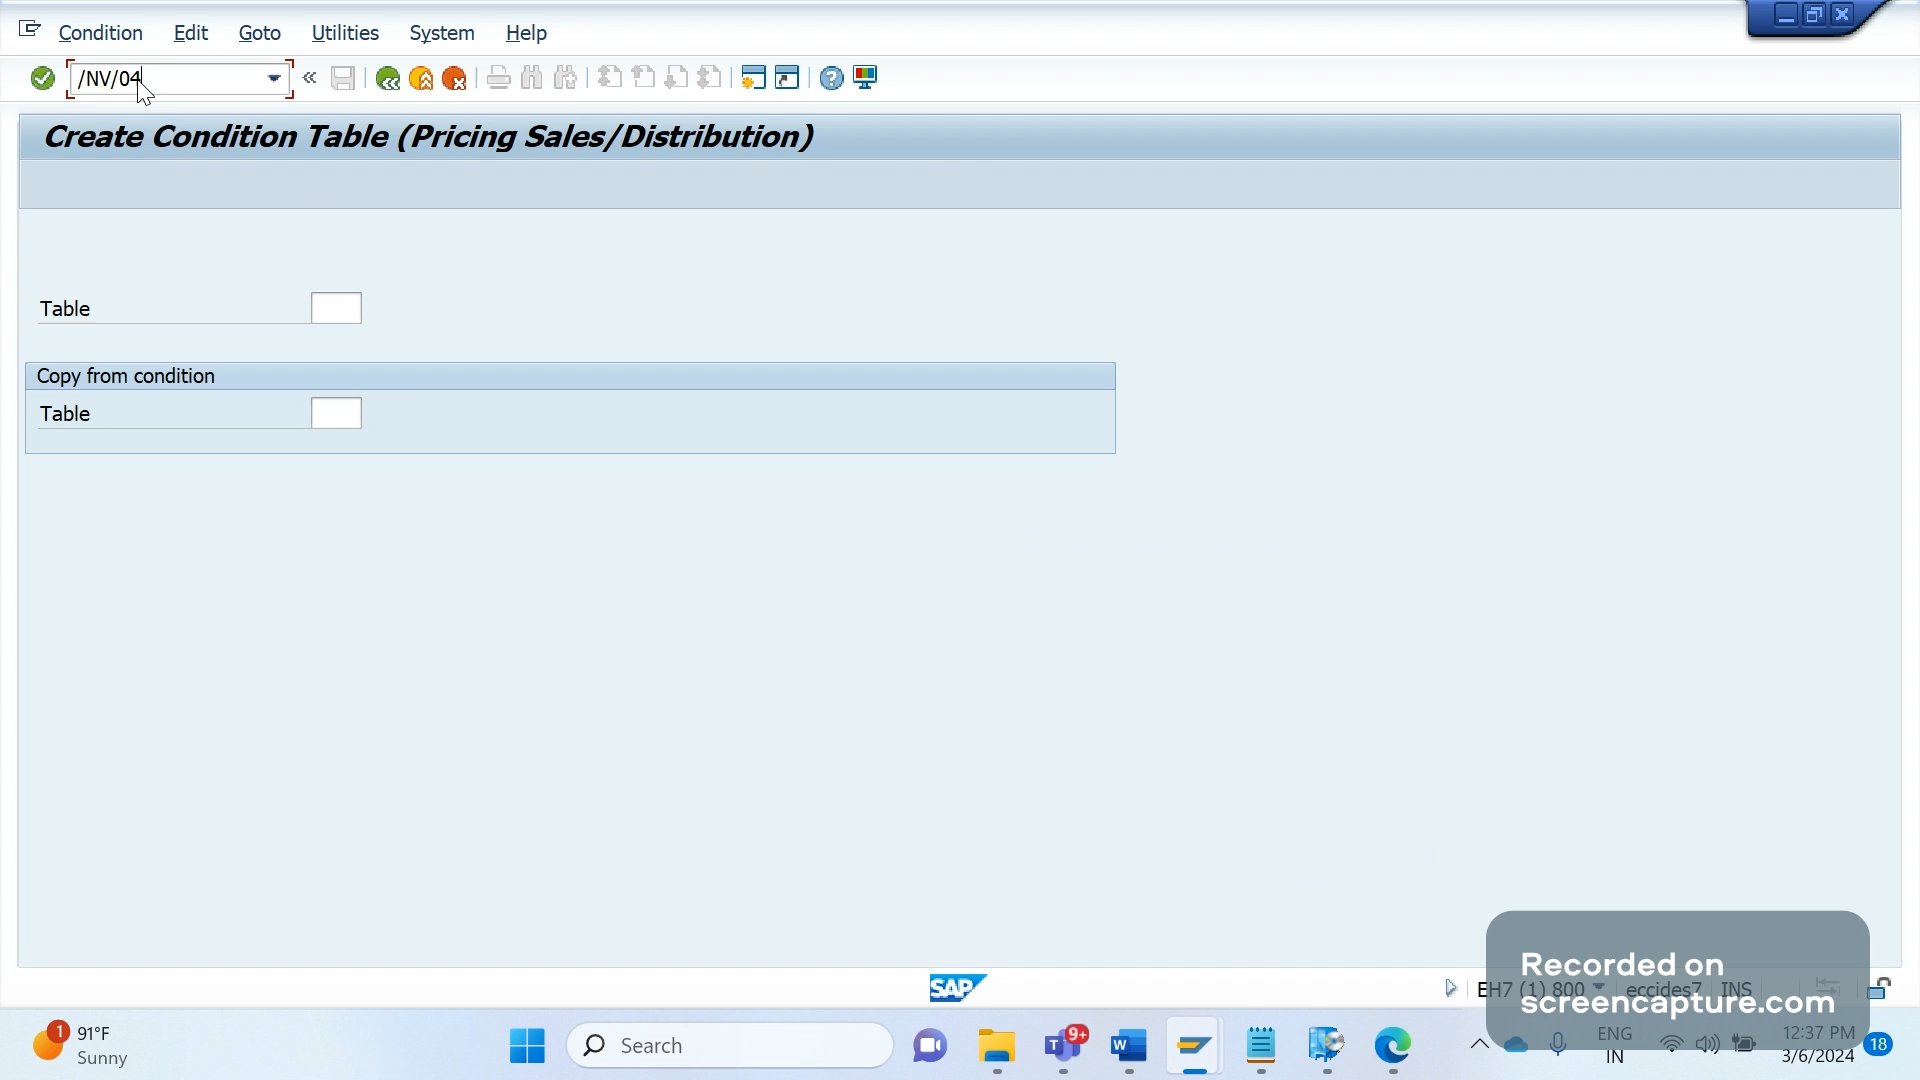 Condition Edit Goto Utilities System Help
/NV/04
Create Condition Table (Pricing Sales/Distribution)
Table
Copy from condition
Table
SAP
EH7 (1) 800 eccides7 INS
Recorded on
screencapture.com
1
91°F
Sunny
Search
9+
ENG
IN
12:37 PM
3/6/2024
18